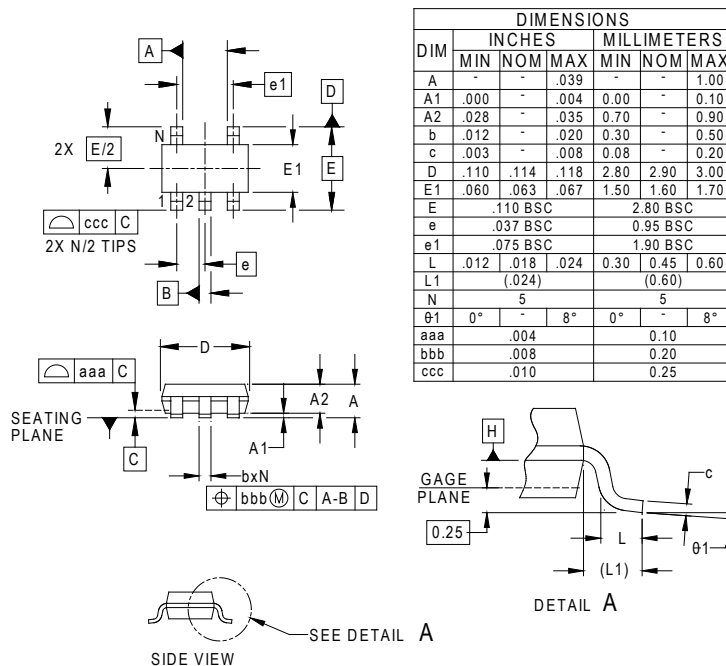 A
e1
D
N
2X E/2
E1 E
1 2
ccc C
2X N/2 TIPS
e
B
D
aaa C
A2 A
SEATING
PLANE
A1
C
bxN
bbb Ⓜ C A-B D
SIDE VIEW
SEE DETAIL A
DIMENSIONS
DIM INCHES MILLIMETERS
MIN NOM MAX MIN NOM MAX
A - - .039 - - 1.00
A1 .000 - .004 0.00 - 0.10
A2 .028 - .035 0.70 - 0.90
b .012 - .020 0.30 - 0.50
c .003 - .008 0.08 - 0.20
D .110 .114 .118 2.80 2.90 3.00
E1 .060 .063 .067 1.50 1.60 1.70
E .110 BSC 2.80 BSC
e .037 BSC 0.95 BSC
e1 .075 BSC 1.90 BSC
L .012 .018 .024 0.30 0.45 0.60
L1 (.024) (0.60)
N 5 5
θ1 0° - 8° 0° - 8°
aaa .004 0.10
bbb .008 0.20
ccc .010 0.25
H
GAGE
PLANE
0.25
c
L
θ1
(L1)
DETAIL A